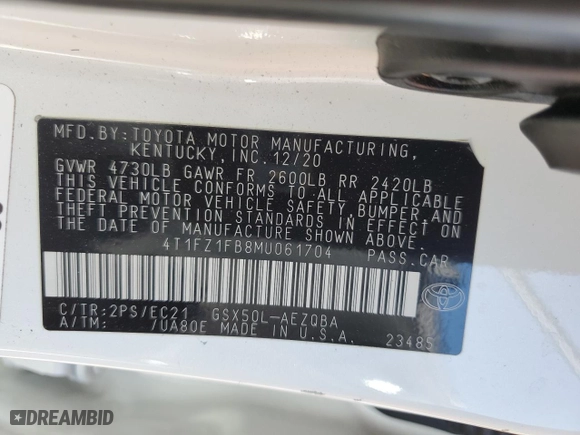 MFD.BY:TOYOTA MOTOR MANUFACTURING,
KENTUCKY, INC. 12/20
GVWR 4730LB GAWR FR 2600LB RR 2420LB
THIS VEHICLE CONFORMS TO ALL APPLICABLE
FEDERAL MOTOR VEHICLE SAFETY, BUMPER, AND
THEFT PREVENTION STANDARDS IN EFFECT ON
THE DATE OF MANUFACTURE SHOWN ABOVE.
4T1FZ1FB8MU061704 PASS.CAR
C/TR:2PS/EC21 GSX50L-AEZQBA
A/TM: 7UA80E MADE IN U.S.A.
23485
DREAMBID